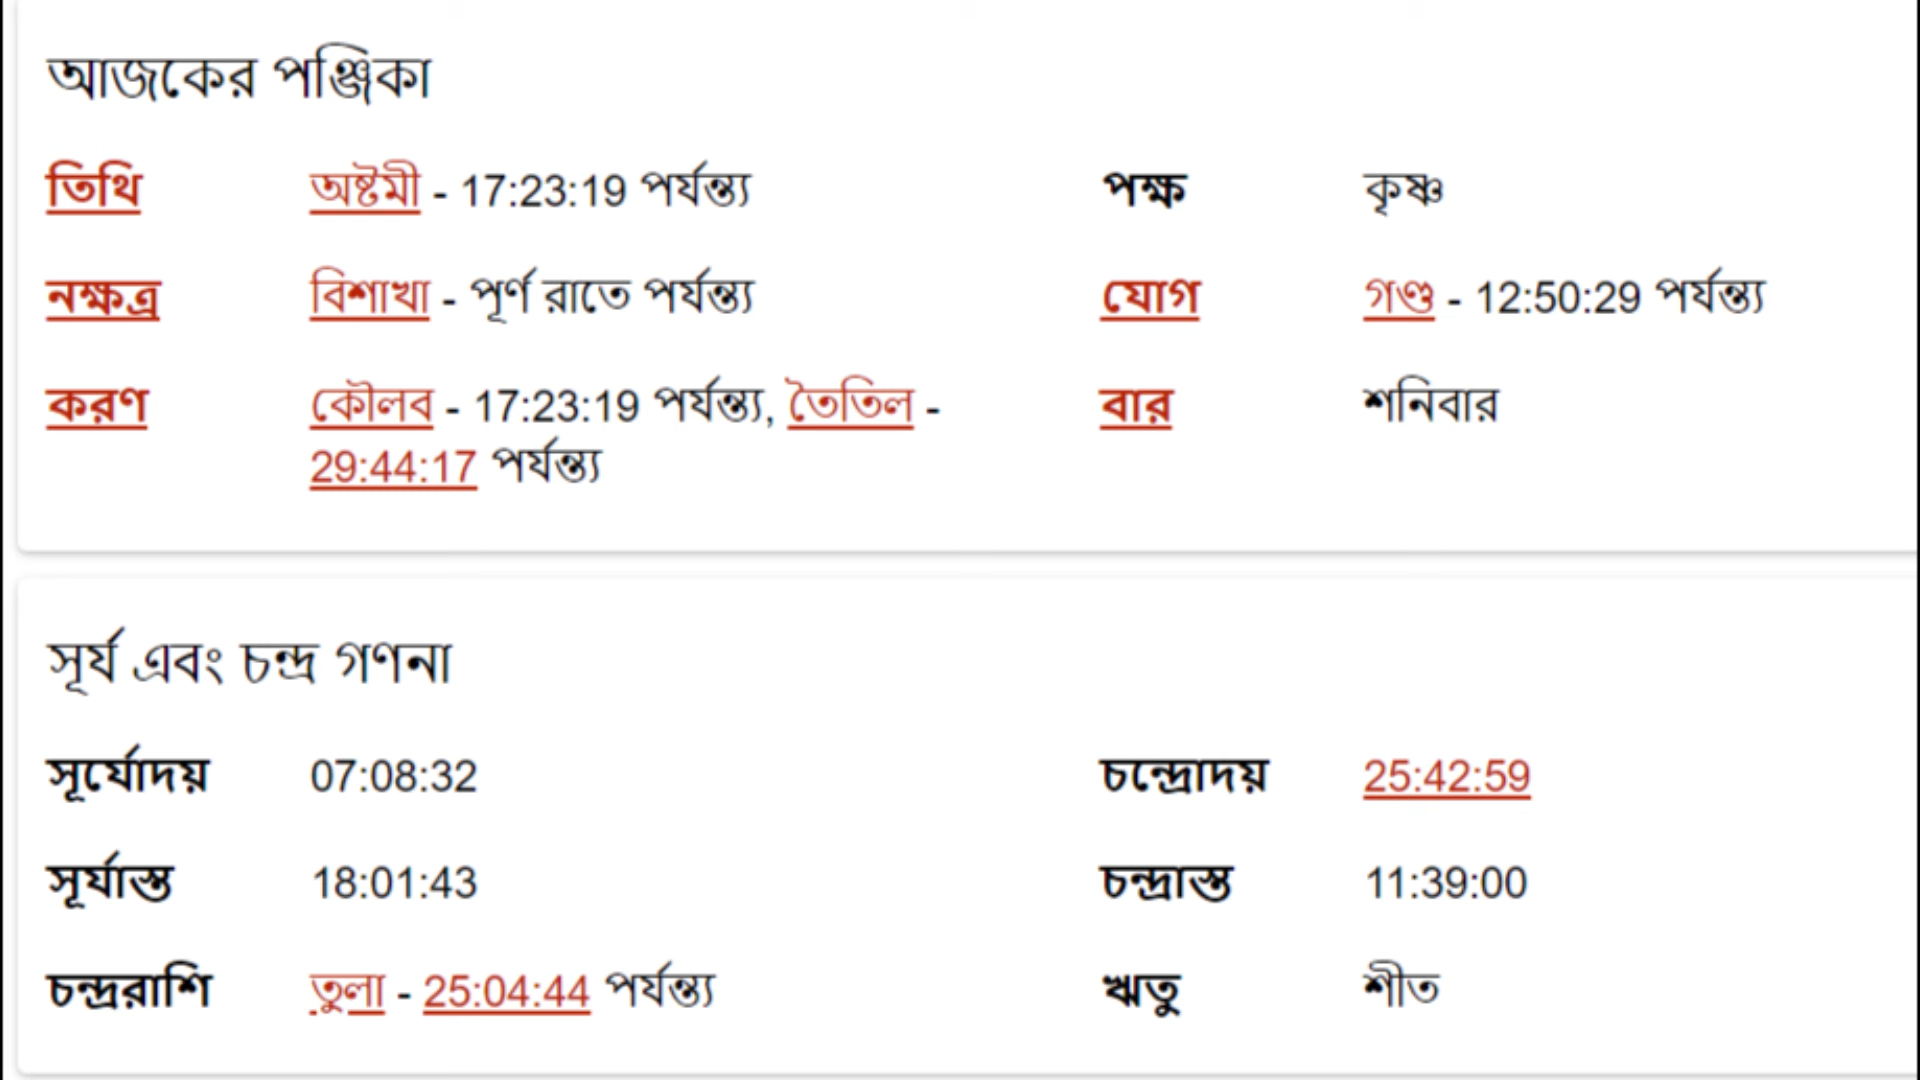 আজকের পঞ্জিকা
তিথি অষ্টমী - 17:23:19 পর্যন্ত্য পক্ষ কৃষ্ণ
নক্ষত্র বিশাখা - পূর্ণ রাতে পর্যন্ত্য যোগ গণ্ড - 12:50:29 পর্যন্ত্য
করণ কৌলব - 17:23:19 পর্যন্ত্য, তৈতিল - বার শনিবার
29:44:17 পর্যন্ত্য
সূর্য এবং চন্দ্র গণনা
সূর্যোদয় 07:08:32 চন্দ্রোদয় 25:42:59
সূর্যাস্ত 18:01:43 চন্দ্রাস্ত 11:39:00
চন্দ্ররাশি তুলা - 25:04:44 পর্যন্ত্য ঋতু শীত